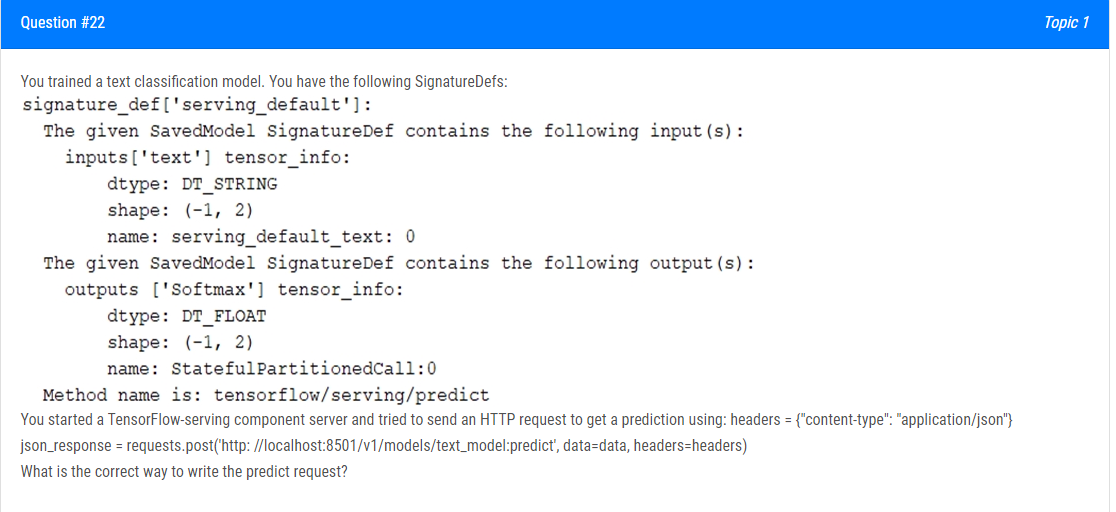 Question #22
Topic 1
You trained a text classification model. You have the following SignatureDefs:
signature_def['serving_default']:
The given SavedModel SignatureDef contains the following input(s):
inputs['text'] tensor_info:
dtype: DT_STRING
shape: (-1, 2)
name: serving_default_text: 0
The given SavedModel SignatureDef contains the following output(s):
outputs ['Softmax'] tensor_info:
dtype: DT_FLOAT
shape: (-1, 2)
name: StatefulPartitionedCall:0
Method name is: tensorflow/serving/predict
You started a TensorFlow-serving component server and tried to send an HTTP request to get a prediction using: headers = {"content-type": "application/json"}
json_response = requests.post('http: //localhost:8501/v1/models/text_model:predict', data=data, headers=headers)
What is the correct way to write the predict request?